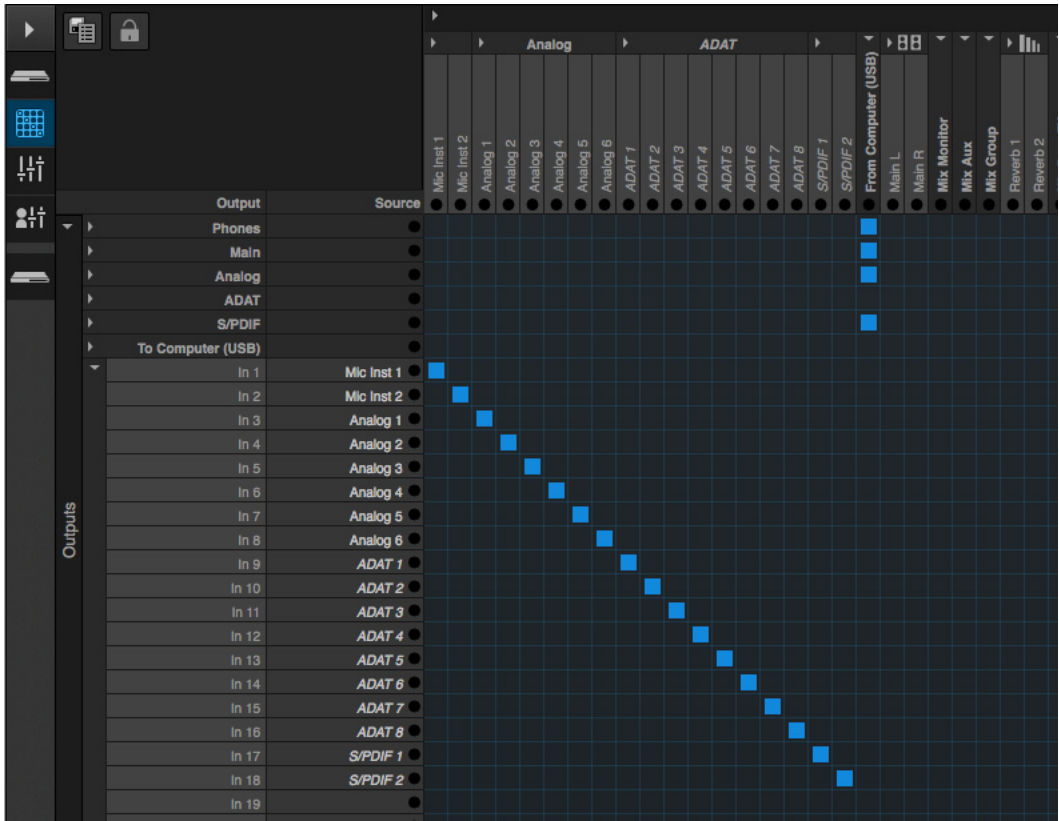 Analog
ADAT
Mic Inst 1
Mic Inst 2
Analog 1
Analog 2
Analog 3
Analog 4
Analog 5
Analog 6
ADAT 1
ADAT 2
ADAT 3
ADAT 4
ADAT 5
ADAT 6
ADAT 7
ADAT 8
S/PDIF 1
S/PDIF 2
From Computer (USB)
Main L
Main R
Mix Monitor
Mix Aux
Mix Group
Reverb 1
Reverb 2
Output Source
Phones
Main
Analog
ADAT
S/PDIF
To Computer (USB)
Outputs
In 1 Mic Inst 1
In 2 Mic Inst 2
In 3 Analog 1
In 4 Analog 2
In 5 Analog 3
In 6 Analog 4
In 7 Analog 5
In 8 Analog 6
In 9 ADAT 1
In 10 ADAT 2
In 11 ADAT 3
In 12 ADAT 4
In 13 ADAT 5
In 14 ADAT 6
In 15 ADAT 7
In 16 ADAT 8
In 17 S/PDIF 1
In 18 S/PDIF 2
In 19